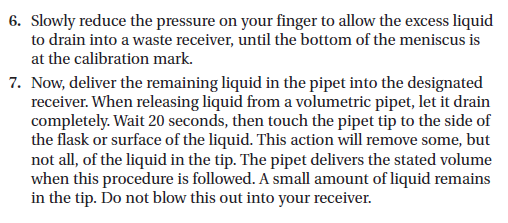 6. Slowly reduce the pressure on your finger to allow the excess liquid
to drain into a waste receiver, until the bottom of the meniscus is
at the calibration mark.
7. Now, deliver the remaining liquid in the pipet into the designated
receiver. When releasing liquid from a volumetric pipet, let it drain
completely. Wait 20 seconds, then touch the pipet tip to the side of
the flask or surface of the liquid. This action will remove some, but
not all, of the liquid in the tip. The pipet delivers the stated volume
when this procedure is followed. A small amount of liquid remains
in the tip. Do not blow this out into your receiver.